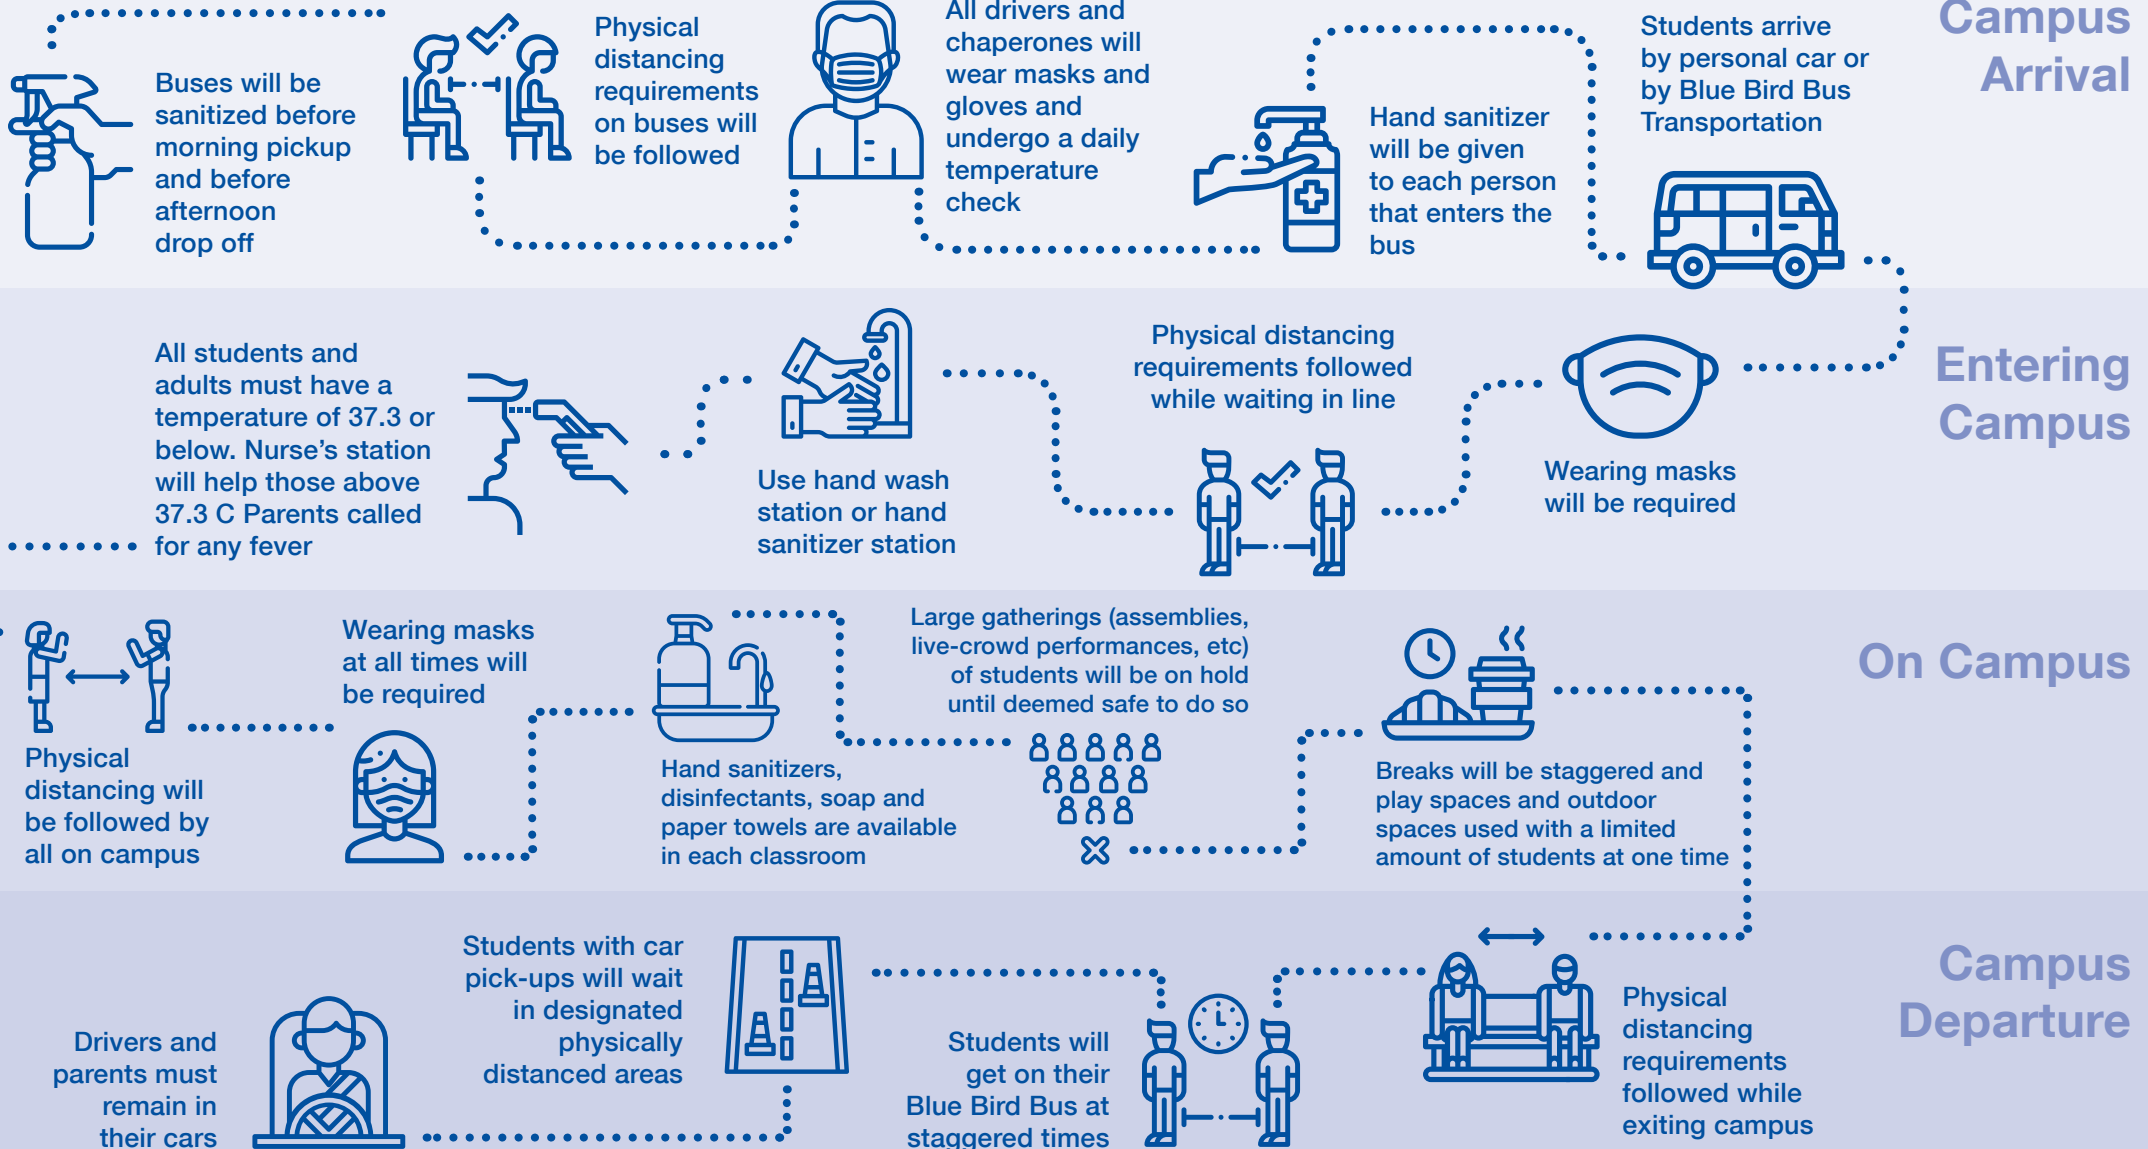 Campus
Arrival
Buses will be
sanitized before
morning pickup
and before
afternoon
drop off
Physical
distancing
requirements
on buses will
be followed
All drivers and
chaperones will
wear masks and
gloves and
undergo a daily
temperature
check
Hand sanitizer
will be given
to each person
that enters the
bus
Students arrive
by personal car or
by Blue Bird Bus
Transportation
Entering
Campus
Wearing masks
will be required
Physical distancing
requirements followed
while waiting in line
Use hand wash
station or hand
sanitizer station
All students and
adults must have a
temperature of 37.3 or
below. Nurse's station
will help those above
37.3 C Parents called
for any fever
On Campus
Physical
distancing will
be followed by
all on campus
Wearing masks
at all times will
be required
Hand sanitizers,
disinfectants, soap and
paper towels are available
in each classroom
Large gatherings (assemblies,
live-crowd performances, etc)
of students will be on hold
until deemed safe to do so
Breaks will be staggered and
play spaces and outdoor
spaces used with a limited
amount of students at one time
Campus
Departure
Physical
distancing
requirements
followed while
exiting campus
Students will
get on their
Blue Bird Bus at
staggered times
Students with car
pick-ups will wait
in designated
physically
distanced areas
Drivers and
parents must
remain in
their cars